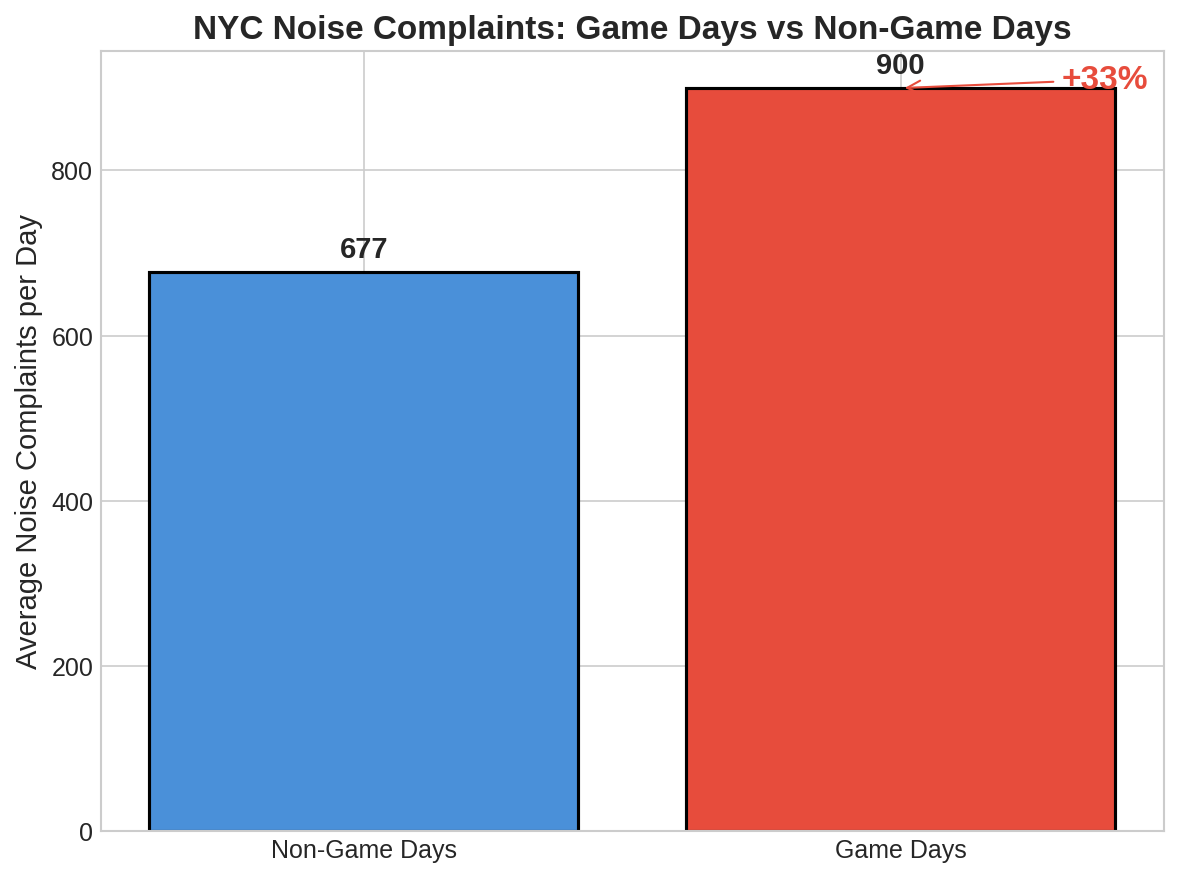 NYC Noise Complaints: Game Days vs Non-Game Days
900
+33%
800
Average Noise Complaints per Day
677
600
400
200
0
Non-Game Days
Game Days